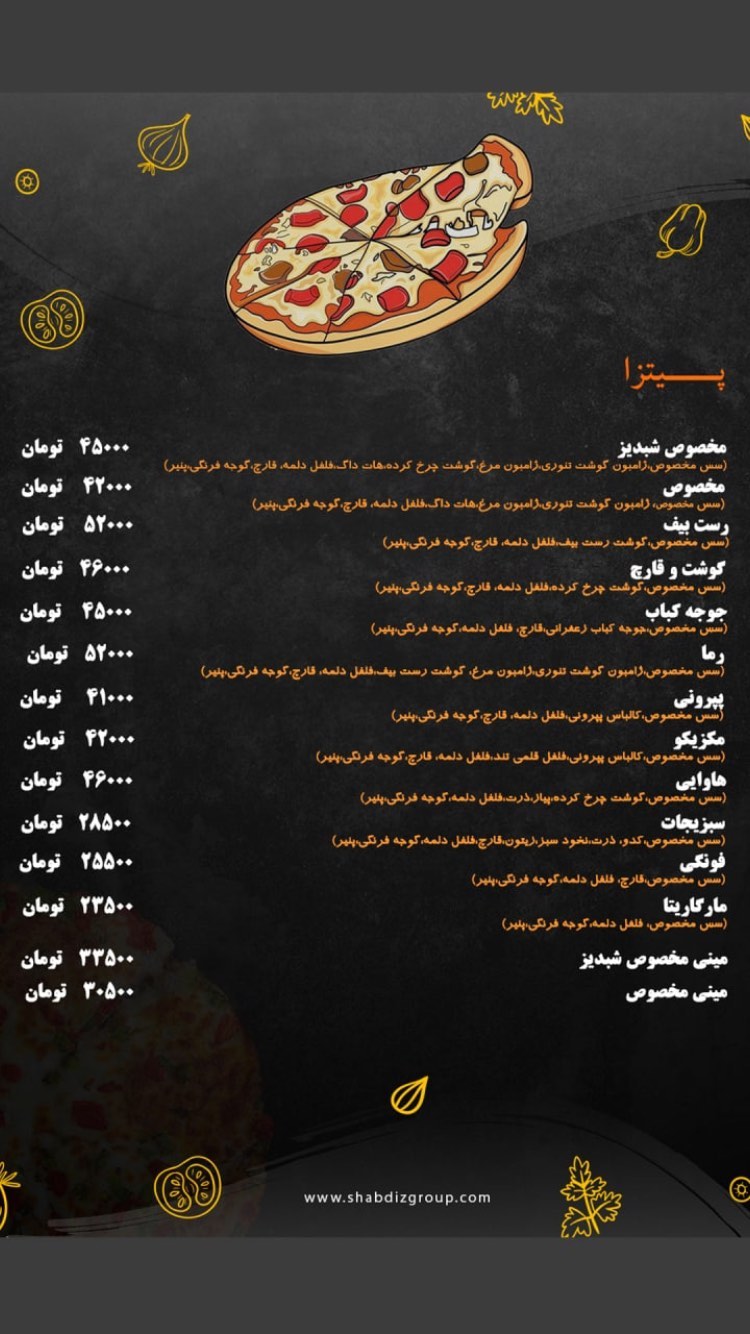 پـــیتزا
مخصوص شبدیز ۴۵۰۰۰ تومان
(سس مخصوص،ژامبون گوشت تنوری،ژامبون مرغ،گوشت چرخ کرده،هات داگ،فلفل دلمه، قارچ،گوجه فرنگی،پنیر)
مخصوص ۴۲۰۰۰ تومان
(سس مخصوص، ژامبون گوشت تنوری،ژامبون مرغ،هات داگ،فلفل دلمه، قارچ،گوجه فرنگی،پنیر)
رست بیف ۵۲۰۰۰ تومان
(سس مخصوص،گوشت رست بیف،فلفل دلمه، قارچ،گوجه فرنگی،پنیر)
گوشت و قارچ ۴۶۰۰۰ تومان
(سس مخصوص،گوشت چرخ کرده،فلفل دلمه، قارچ،گوجه فرنگی،پنیر)
جوجه کباب ۴۵۰۰۰ تومان
(سس مخصوص،جوجه کباب زعفرانی،قارچ، فلفل دلمه،گوجه فرنگی،پنیر)
رما ۵۲۰۰۰ تومان
(سس مخصوص،ژامبون گوشت تنوری،ژامبون مرغ، گوشت رست بیف،فلفل دلمه، قارچ،گوجه فرنگی،پنیر)
پپرونی ۴۱۰۰۰ تومان
(سس مخصوص،کالباس پپرونی،فلفل دلمه، قارچ،گوجه فرنگی،پنیر)
مکزیکو ۴۲۰۰۰ تومان
(سس مخصوص،کالباس پپرونی،فلفل قلمی تند،فلفل دلمه، قارچ،گوجه فرنگی،پنیر)
هاوایی ۴۶۰۰۰ تومان
(سس مخصوص،گوشت چرخ کرده،پیاز،ذرت،فلفل دلمه،گوجه فرنگی،پنیر)
سبزیجات ۲۸۵۰۰ تومان
(سس مخصوص،کدو، ذرت،نخود سبز،زیتون،قارچ،فلفل دلمه،گوجه فرنگی،پنیر)
فونگی ۲۵۵۰۰ تومان
(سس مخصوص،قارچ، فلفل دلمه،گوجه فرنگی،پنیر)
مارگاریتا ۲۳۵۰۰ تومان
(سس مخصوص، فلفل دلمه،گوجه فرنگی،پنیر)
مینی مخصوص شبدیز ۳۳۵۰۰ تومان
مینی مخصوص ۳۰۵۰۰ تومان
www.shabdizgroup.com